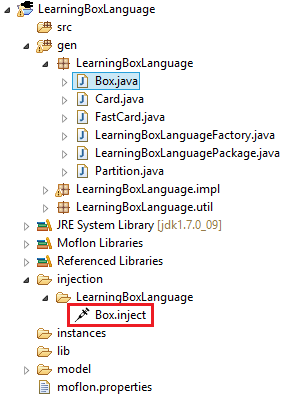 LearningBoxLanguage
src
gen
LearningBoxLanguage
Box.java
Card.java
FastCard.java
LearningBoxLanguageFactory.java
LearningBoxLanguagePackage.java
Partition.java
LearningBoxLanguage.impl
LearningBoxLanguage.util
JRE System Library [jdk1.7.0_09]
Moflon Libraries
Referenced Libraries
injection
LearningBoxLanguage
Box.inject
instances
lib
model
moflon.properties